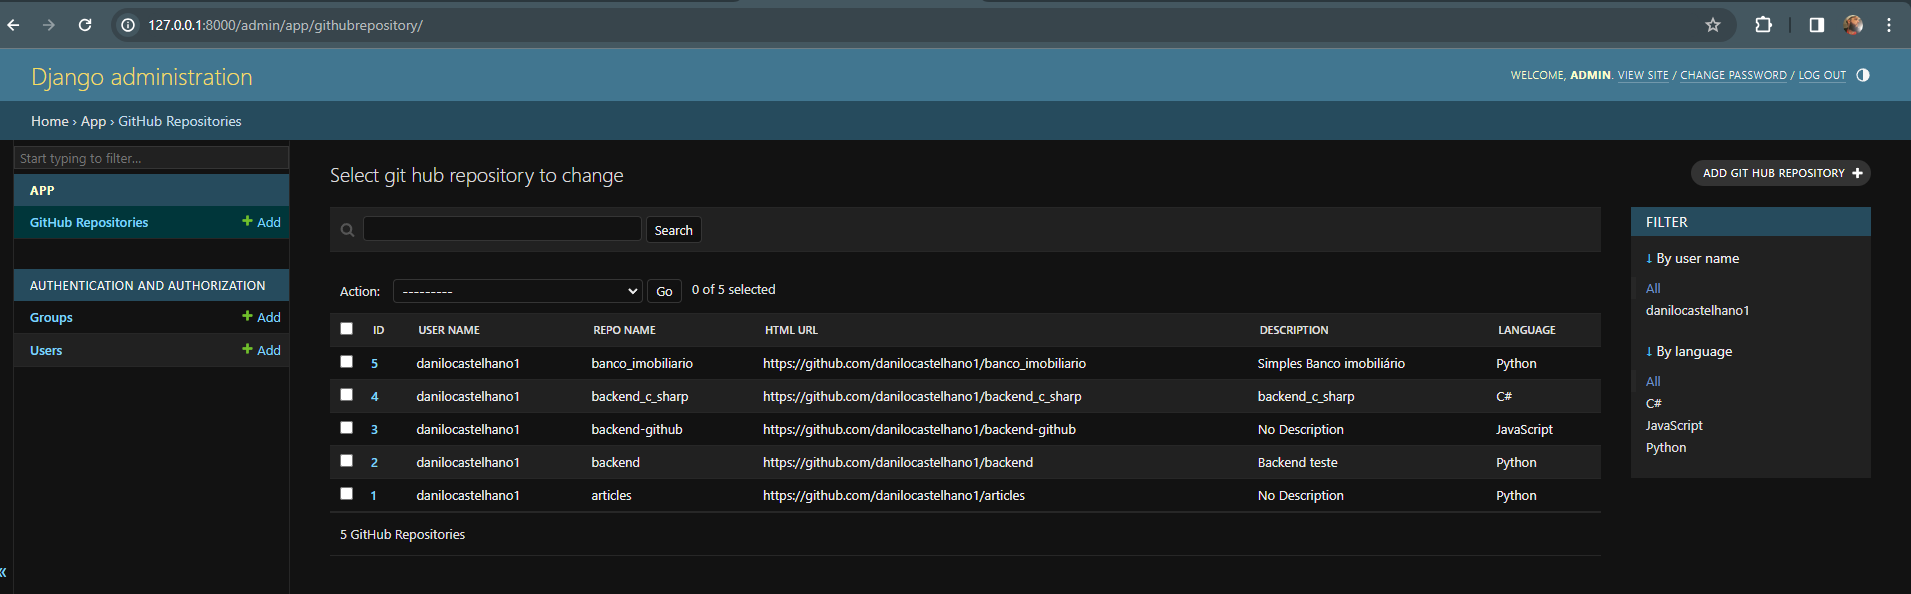 127.0.0.1:8000/admin/app/githubrepository/
Django administration
WELCOME, ADMIN. VIEW SITE / CHANGE PASSWORD / LOG OUT
Home › App › GitHub Repositories
Start typing to filter...
APP
GitHub Repositories + Add
AUTHENTICATION AND AUTHORIZATION
Groups + Add
Users + Add
«
Select git hub repository to change
ADD GIT HUB REPOSITORY +
Search
Action: --------- Go 0 of 5 selected
ID USER NAME REPO NAME HTML URL DESCRIPTION LANGUAGE
5 danilocastelhano1 banco_imobiliario https://github.com/danilocastelhano1/banco_imobiliario Simples Banco imobiliário Python
4 danilocastelhano1 backend_c_sharp https://github.com/danilocastelhano1/backend_c_sharp backend_c_sharp C#
3 danilocastelhano1 backend-github https://github.com/danilocastelhano1/backend-github No Description JavaScript
2 danilocastelhano1 backend https://github.com/danilocastelhano1/backend Backend teste Python
1 danilocastelhano1 articles https://github.com/danilocastelhano1/articles No Description Python
5 GitHub Repositories
FILTER
↓ By user name
All
danilocastelhano1
↓ By language
All
C#
JavaScript
Python